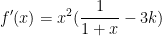 f'(x) = x^2(\frac{1}{1+x} - 3k)